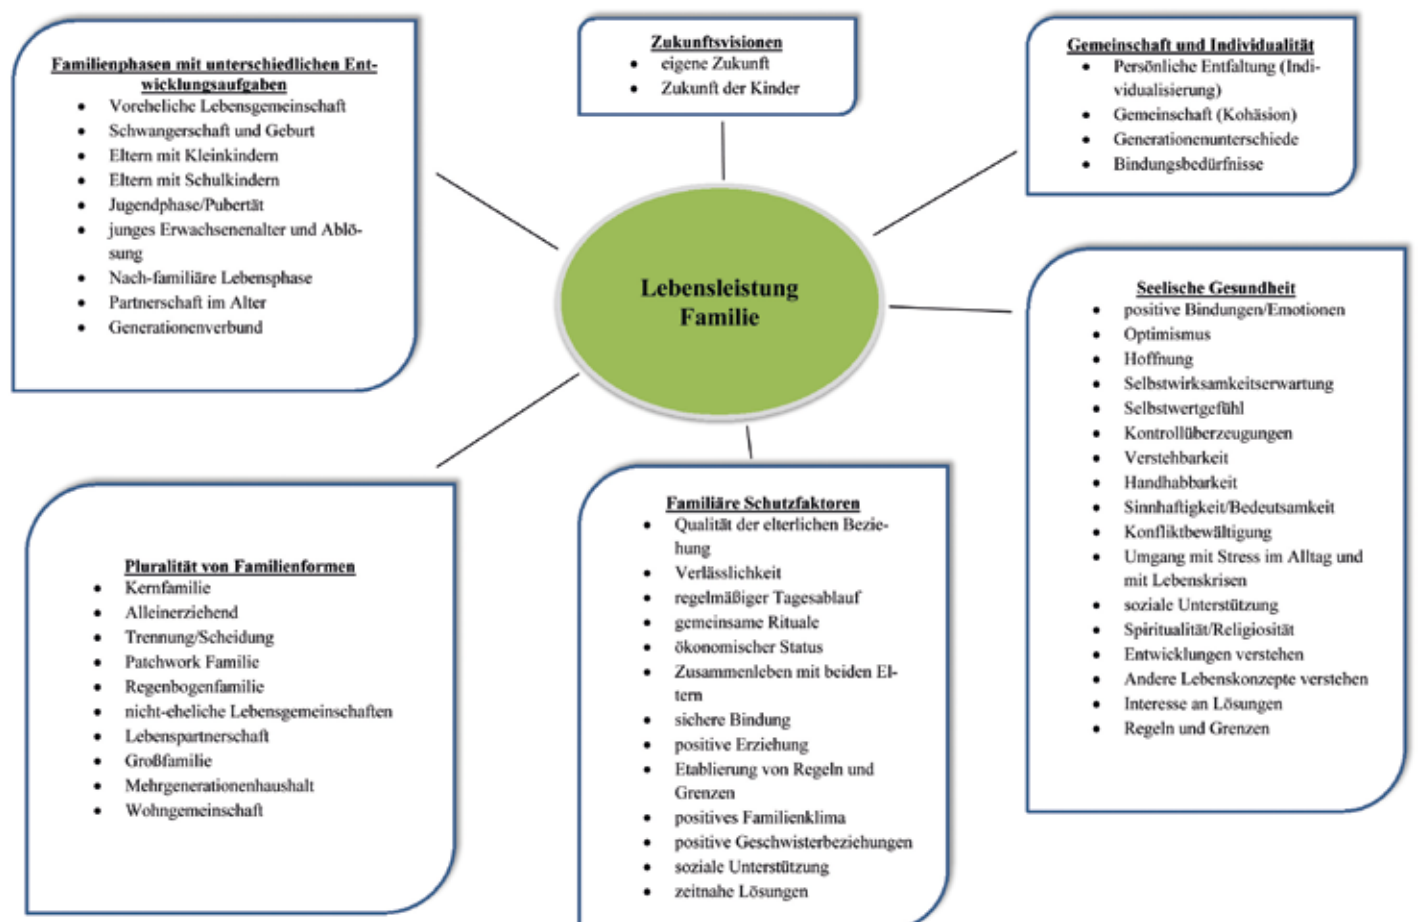 Familienphasen mit unterschiedlichen Ent-
wicklungsaufgaben
• Voreheliche Lebensgemeinschaft
• Schwangerschaft und Geburt
• Eltern mit Kleinkindern
• Eltern mit Schulkindern
• Jugendphase/Pubertät
• junges Erwachsenenalter und Ablö-
sung
• Nach-familiäre Lebensphase
• Partnerschaft im Alter
• Generationenverbund
Zukunftsvisionen
• eigene Zukunft
• Zukunft der Kinder
Gemeinschaft und Individualität
• Persönliche Entfaltung (Indi-
vidualisierung)
• Gemeinschaft (Kohäsion)
• Generationenunterschiede
• Bindungsbedürfnisse
Lebensleistung
Familie
Seelische Gesundheit
• positive Bindungen/Emotionen
• Optimismus
• Hoffnung
• Selbstwirksamkeitserwartung
• Selbstwertgefühl
• Kontrollüberzeugungen
• Verstehbarkeit
• Handhabbarkeit
• Sinnhaftigkeit/Bedeutsamkeit
• Konfliktbewältigung
• Umgang mit Stress im Alltag und
mit Lebenskrisen
• soziale Unterstützung
• Spiritualität/Religiosität
• Entwicklungen verstehen
• Andere Lebenskonzepte verstehen
• Interesse an Lösungen
• Regeln und Grenzen
Pluralität von Familienformen
• Kernfamilie
• Alleinerziehend
• Trennung/Scheidung
• Patchwork Familie
• Regenbogenfamilie
• nicht-eheliche Lebensgemeinschaften
• Lebenspartnerschaft
• Großfamilie
• Mehrgenerationenhaushalt
• Wohngemeinschaft
Familiäre Schutzfaktoren
• Qualität der elterlichen Bezie-
hung
• Verlässlichkeit
• regelmäßiger Tagesablauf
• gemeinsame Rituale
• ökonomischer Status
• Zusammenleben mit beiden El-
tern
• sichere Bindung
• positive Erziehung
• Etablierung von Regeln und
Grenzen
• positives Familienklima
• positive Geschwisterbeziehungen
• soziale Unterstützung
• zeitnahe Lösungen